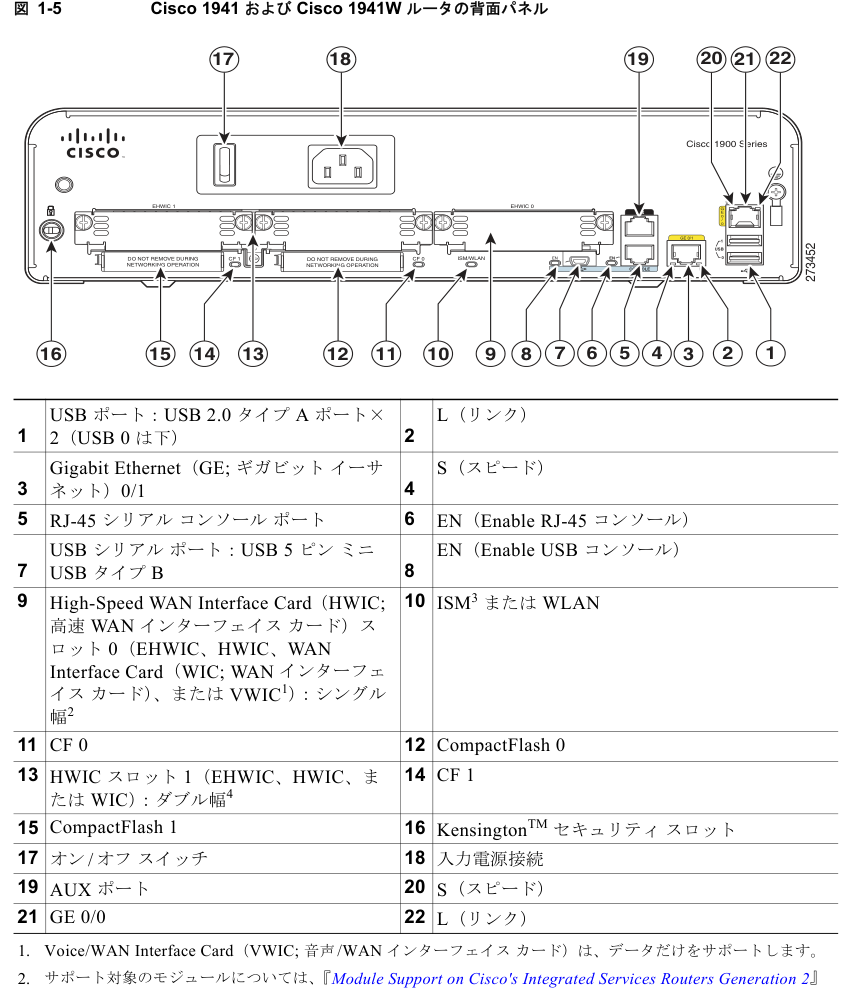 図 1-5 Cisco 1941 および Cisco 1941W ルータの背面パネル
17 18 19 20 21 22
CISCO
Cisco 1900 Series
EHWIC 1
EHWIC 0
DO NOT REMOVE DURING
NETWORKING OPERATION
CF 1
DO NOT REMOVE DURING
NETWORKING OPERATION
CF 0
ISM/WLAN
EN
EN
GE 0/1
USB
273452
16 15 14 13 12 11 10 9 8 7 6 5 4 3 2 1
1 USB ポート : USB 2.0 タイプ A ポート×
2（USB 0 は下）
2 L（リンク）
3 Gigabit Ethernet（GE; ギガビット イーサ
ネット）0/1
4 S（スピード）
5 RJ-45 シリアル コンソール ポート
6 EN（Enable RJ-45 コンソール）
7 USB シリアル ポート : USB 5 ピン ミニ
USB タイプ B
8 EN（Enable USB コンソール）
9 High-Speed WAN Interface Card（HWIC;
高速 WAN インターフェイス カード）ス
ロット 0（EHWIC、HWIC、WAN
Interface Card（WIC; WAN インターフェ
イス カード）、または VWIC1）: シングル
幅2
10 ISM3 または WLAN
11 CF 0
12 CompactFlash 0
13 HWIC スロット 1（EHWIC、HWIC、ま
たは WIC）: ダブル幅4
14 CF 1
15 CompactFlash 1
16 Kensington™ セキュリティ スロット
17 オン/オフ スイッチ
18 入力電源接続
19 AUX ポート
20 S（スピード）
21 GE 0/0
22 L（リンク）
1. Voice/WAN Interface Card（VWIC; 音声/WAN インターフェイス カード）は、データだけをサポートします。
2. サポート対象のモジュールについては、『Module Support on Cisco's Integrated Services Routers Generation 2』